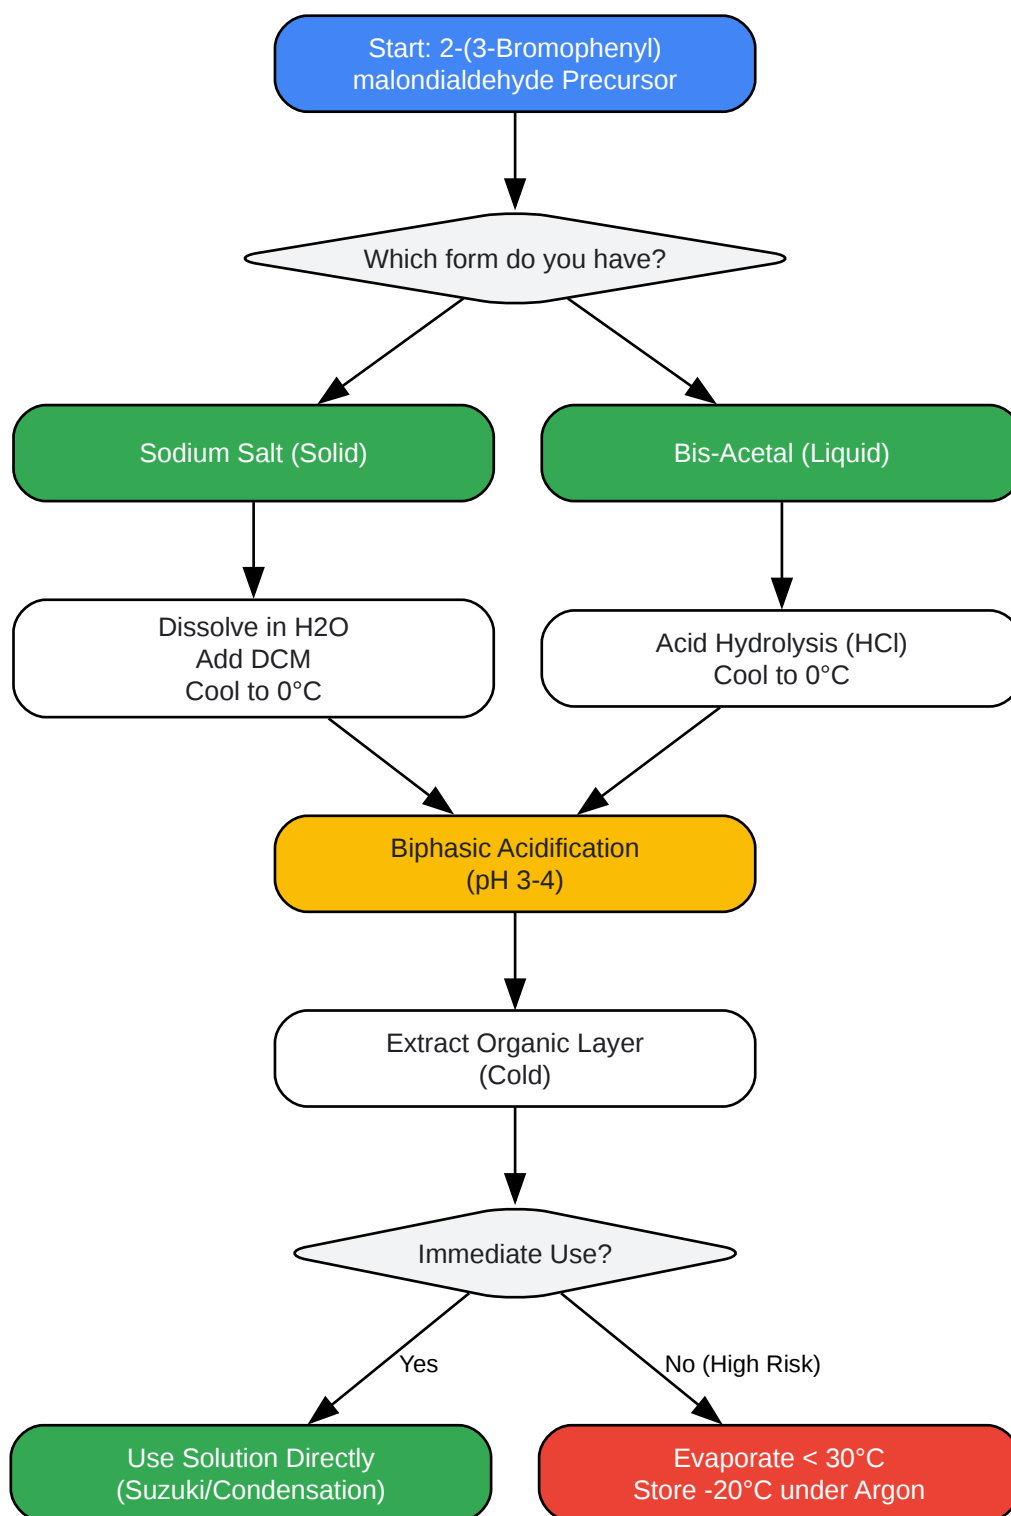 Start: 2-(3-Bromophenyl)
malondialdehyde Precursor
Which form do you have?
Sodium Salt (Solid)
Bis-Acetal (Liquid)
Dissolve in H2O
Add DCM
Cool to 0°C
Acid Hydrolysis (HCl)
Cool to 0°C
Biphasic Acidification
(pH 3-4)
Extract Organic Layer
(Cold)
Immediate Use?
Yes
No (High Risk)
Use Solution Directly
(Suzuki/Condensation)
Evaporate < 30°C
Store -20°C under Argon